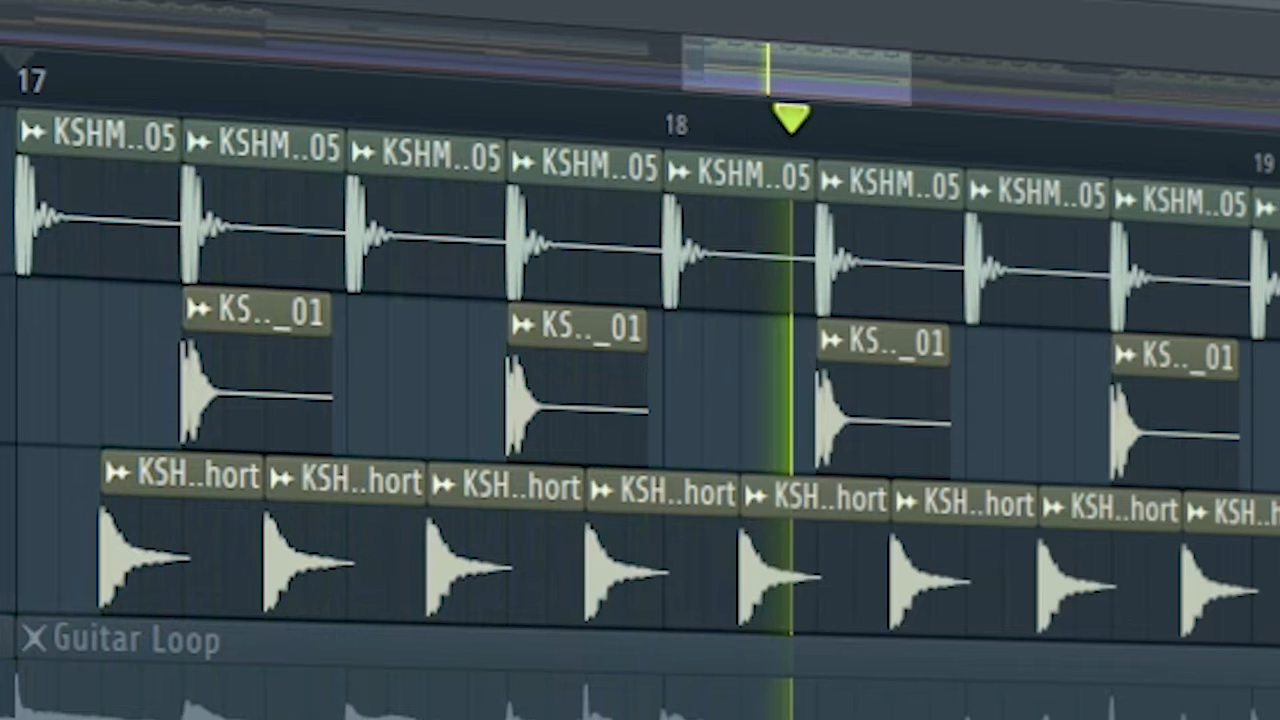 17
18
19
KSHM..05 KSHM..05 KSHM..05 KSHM..05 KSHM..05 KSHM..05 KSHM..05 KSHM..05
KS.._01 KS.._01 KS.._01 KS.._01
KSH..hort KSH..hort KSH..hort KSH..hort KSH..hort KSH..hort KSH..hort KSH..h
Guitar Loop